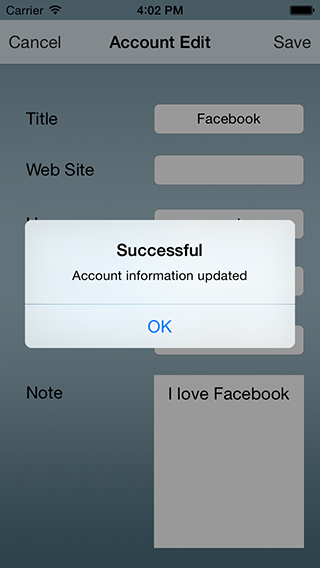 Carrier 4:02 PM
Cancel Account Edit Save
Title Facebook
Web Site
Successful
Account information updated
OK
Note I love Facebook